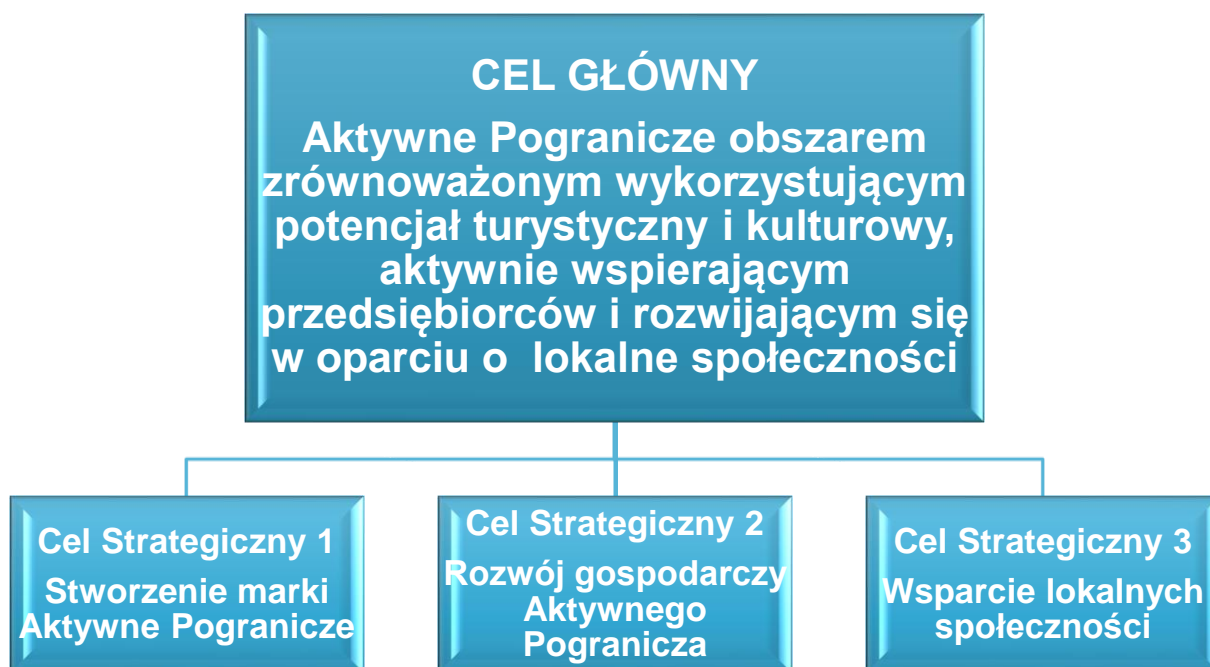 CEL GŁÓWNY
Aktywne Pogranicze obszarem
zrównoważonym wykorzystującym
potencjał turystyczny i kulturowy,
aktywnie wspierającym
przedsiębiorców i rozwijającym się
w oparciu o  lokalne społeczności
Cel Strategiczny 1
Stworzenie marki
Aktywne Pogranicze
Cel Strategiczny 2
Rozwój gospodarczy
Aktywnego
Pogranicza
Cel Strategiczny 3
Wsparcie lokalnych
społeczności